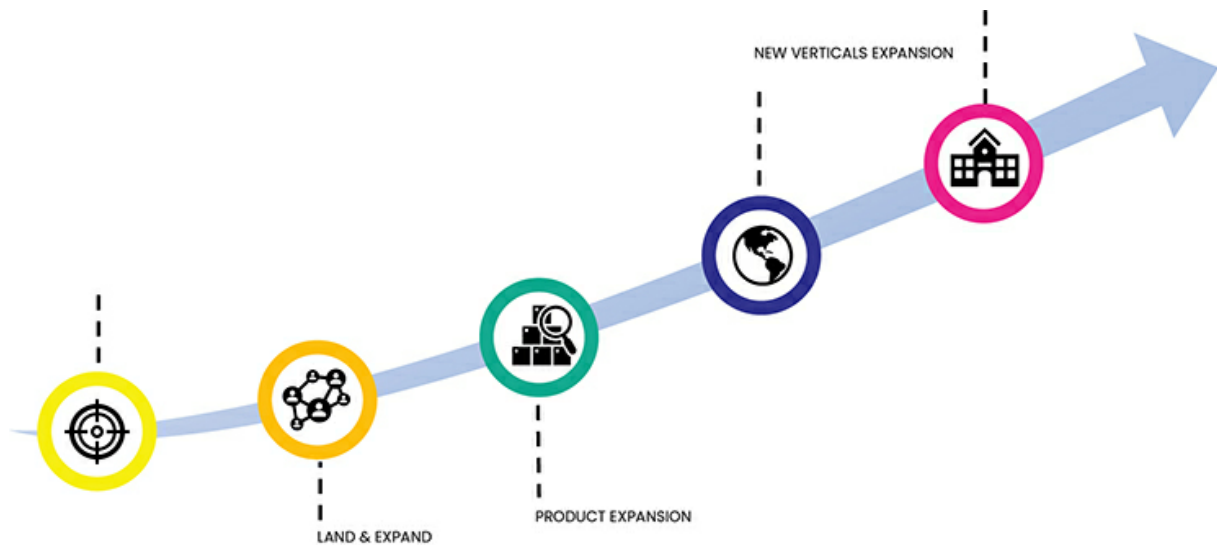 NEW VERTICALS EXPANSION
PRODUCT EXPANSION
LAND & EXPAND